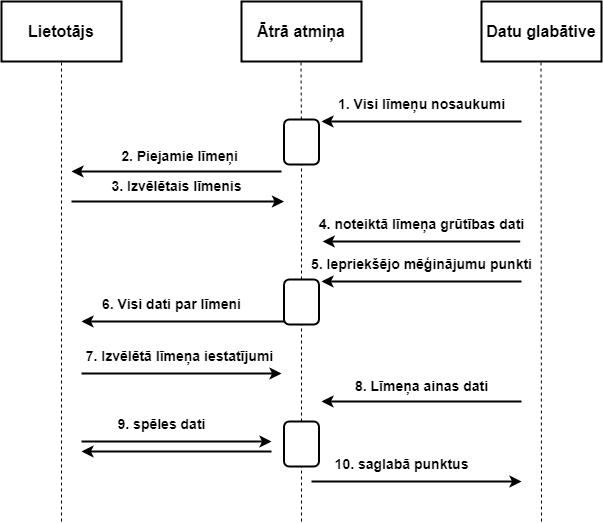 Lietotājs
Ātrā atmiņa
Datu glabātive
1. Visi līmeņu nosaukumi
2. Piejamie līmeņi
3. Izvēlētais līmenis
4. noteiktā līmeņa grūtības dati
5. Iepriekšējo mēģinājumu punkti
6. Visi dati par līmeni
7. Izvēlētā līmeņa iestatījumi
8. Līmeņa ainas dati
9. spēles dati
10. saglabā punktus